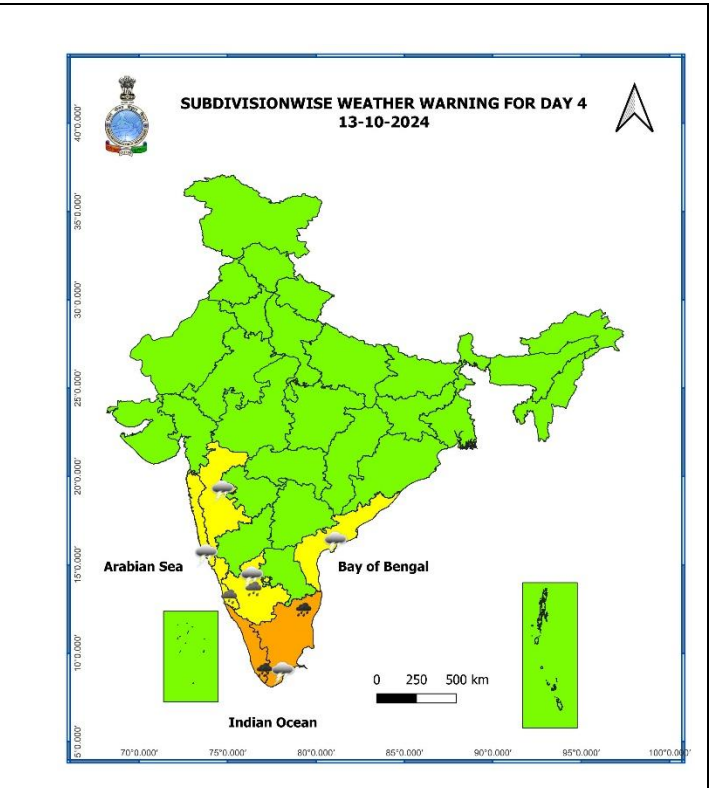 SUBDIVISIONWISE WEATHER WARNING FOR DAY 4
13-10-2024
40°0.000'
35°0.000'
30°0.000'
25°0.000'
20°0.000'
15°0.000'
10°0.000'
5°0.000'
Arabian Sea
Bay of Bengal
0 250 500 km
Indian Ocean
70°0.000' 75°0.000' 80°0.000' 85°0.000' 90°0.000' 95°0.000' 100°0.000'